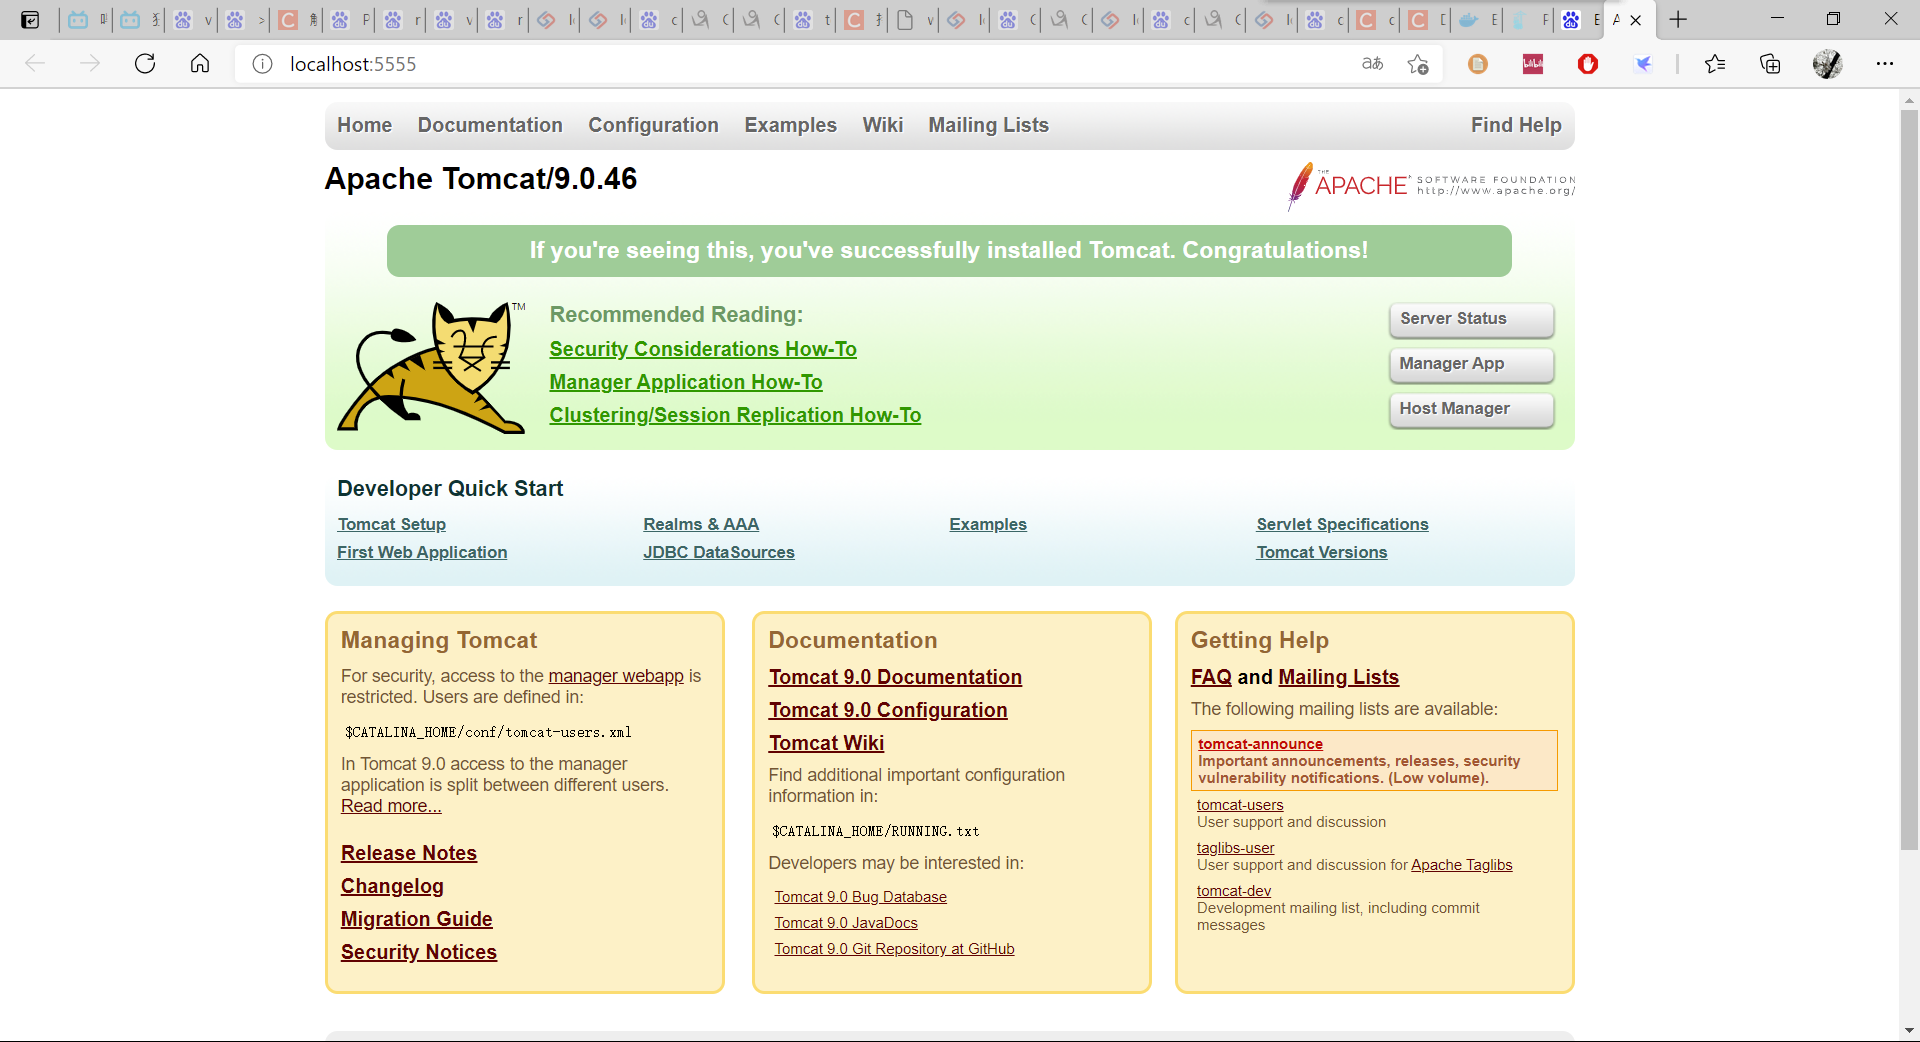 localhost:5555
Home Documentation Configuration Examples Wiki Mailing Lists Find Help
Apache Tomcat/9.0.46
THE APACHE SOFTWARE FOUNDATION
http://www.apache.org/
If you're seeing this, you've successfully installed Tomcat. Congratulations!
TM
Recommended Reading:
Security Considerations How-To
Manager Application How-To
Clustering/Session Replication How-To
Server Status
Manager App
Host Manager
Developer Quick Start
Tomcat Setup
First Web Application
Realms & AAA
JDBC DataSources
Examples
Servlet Specifications
Tomcat Versions
Managing Tomcat
For security, access to the manager webapp is
restricted. Users are defined in:
$CATALINA_HOME/conf/tomcat-users.xml
In Tomcat 9.0 access to the manager
application is split between different users.
Read more...
Release Notes
Changelog
Migration Guide
Security Notices
Documentation
Tomcat 9.0 Documentation
Tomcat 9.0 Configuration
Tomcat Wiki
Find additional important configuration
information in:
$CATALINA_HOME/RUNNING.txt
Developers may be interested in:
Tomcat 9.0 Bug Database
Tomcat 9.0 JavaDocs
Tomcat 9.0 Git Repository at GitHub
Getting Help
FAQ and Mailing Lists
The following mailing lists are available:
tomcat-announce
Important announcements, releases, security
vulnerability notifications. (Low volume).
tomcat-users
User support and discussion
taglibs-user
User support and discussion for Apache Taglibs
tomcat-dev
Development mailing list, including commit
messages